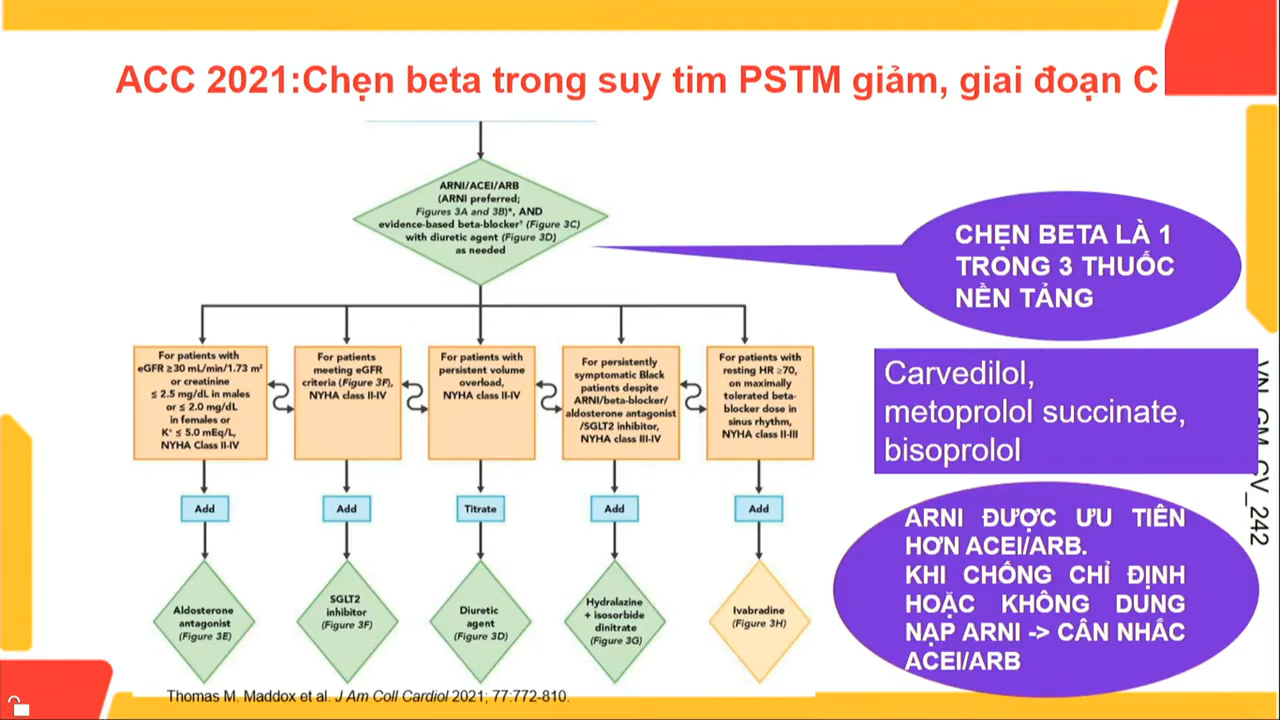 ACC 2021:Chẹn beta trong suy tim PSTM giảm, giai đoạn C
ARNI/ACEI/ARB
(ARNI preferred;
Figures 3A and 3B)*, AND
evidence-based beta-blocker† (Figure 3C)
with diuretic agent (Figure 3D)
as needed
CHẸN BETA LÀ 1
TRONG 3 THUỐC
NỀN TẢNG
For patients with
eGFR ≥30 mL/min/1.73 m²
or creatinine
≤ 2.5 mg/dL in males
or ≤ 2.0 mg/dL
in females or
K⁺ ≤ 5.0 mEq/L,
NYHA Class II-IV
For patients
meeting eGFR
criteria (Figure 3F),
NYHA class II-IV
For patients with
persistent volume
overload,
NYHA class II-IV
For persistently
symptomatic Black
patients despite
ARNI/beta-blocker/
aldosterone antagonist
/SGLT2 inhibitor,
NYHA class III-IV
For patients with
resting HR ≥70,
on maximally
tolerated beta-
blocker dose in
sinus rhythm,
NYHA class II-III
Carvedilol,
metoprolol succinate,
bisoprolol
VN_GM_CV_242
Add
Add
Titrate
Add
Add
Aldosterone
antagonist
(Figure 3E)
SGLT2
inhibitor
(Figure 3F)
Diuretic
agent
(Figure 3D)
Hydralazine
+ isosorbide
dinitrate
(Figure 3G)
Ivabradine
(Figure 3H)
ARNI ĐƯỢC ƯU TIÊN
HƠN ACEI/ARB.
KHI CHỐNG CHỈ ĐỊNH
HOẶC KHÔNG DUNG
NẠP ARNI -> CÂN NHẮC
ACEI/ARB
Thomas M. Maddox et al. J Am Coll Cardiol 2021; 77:772-810.